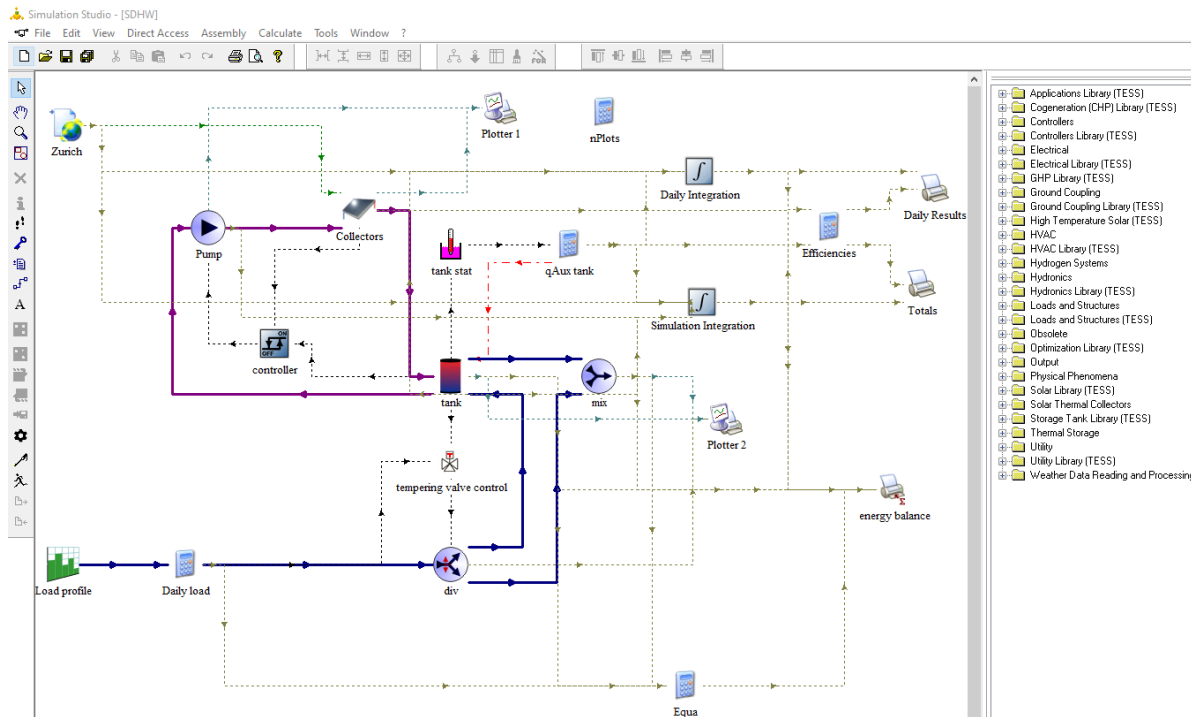 Simulation Studio - [SDHW]
File Edit View Direct Access Assembly Calculate Tools Window ?
Zurich
Plotter 1
nPlots
Daily Integration
Daily Results
Collectors
Pump
tank stat
qAux tank
Efficiencies
Simulation Integration
Totals
ON
OFF
controller
tank
mix
Plotter 2
tempering valve control
energy balance
Load profile
Daily load
div
Equa
A
Applications Library (TESS)
Cogeneration (CHP) Library (TESS)
Controllers
Controllers Library (TESS)
Electrical
Electrical Library (TESS)
GHP Library (TESS)
Ground Coupling
Ground Coupling Library (TESS)
High Temperature Solar (TESS)
HVAC
HVAC Library (TESS)
Hydrogen Systems
Hydronics
Hydronics Library (TESS)
Loads and Structures
Loads and Structures (TESS)
Obsolete
Optimization Library (TESS)
Output
Physical Phenomena
Solar Library (TESS)
Solar Thermal Collectors
Storage Tank Library (TESS)
Thermal Storage
Utility
Utility Library (TESS)
Weather Data Reading and Processing